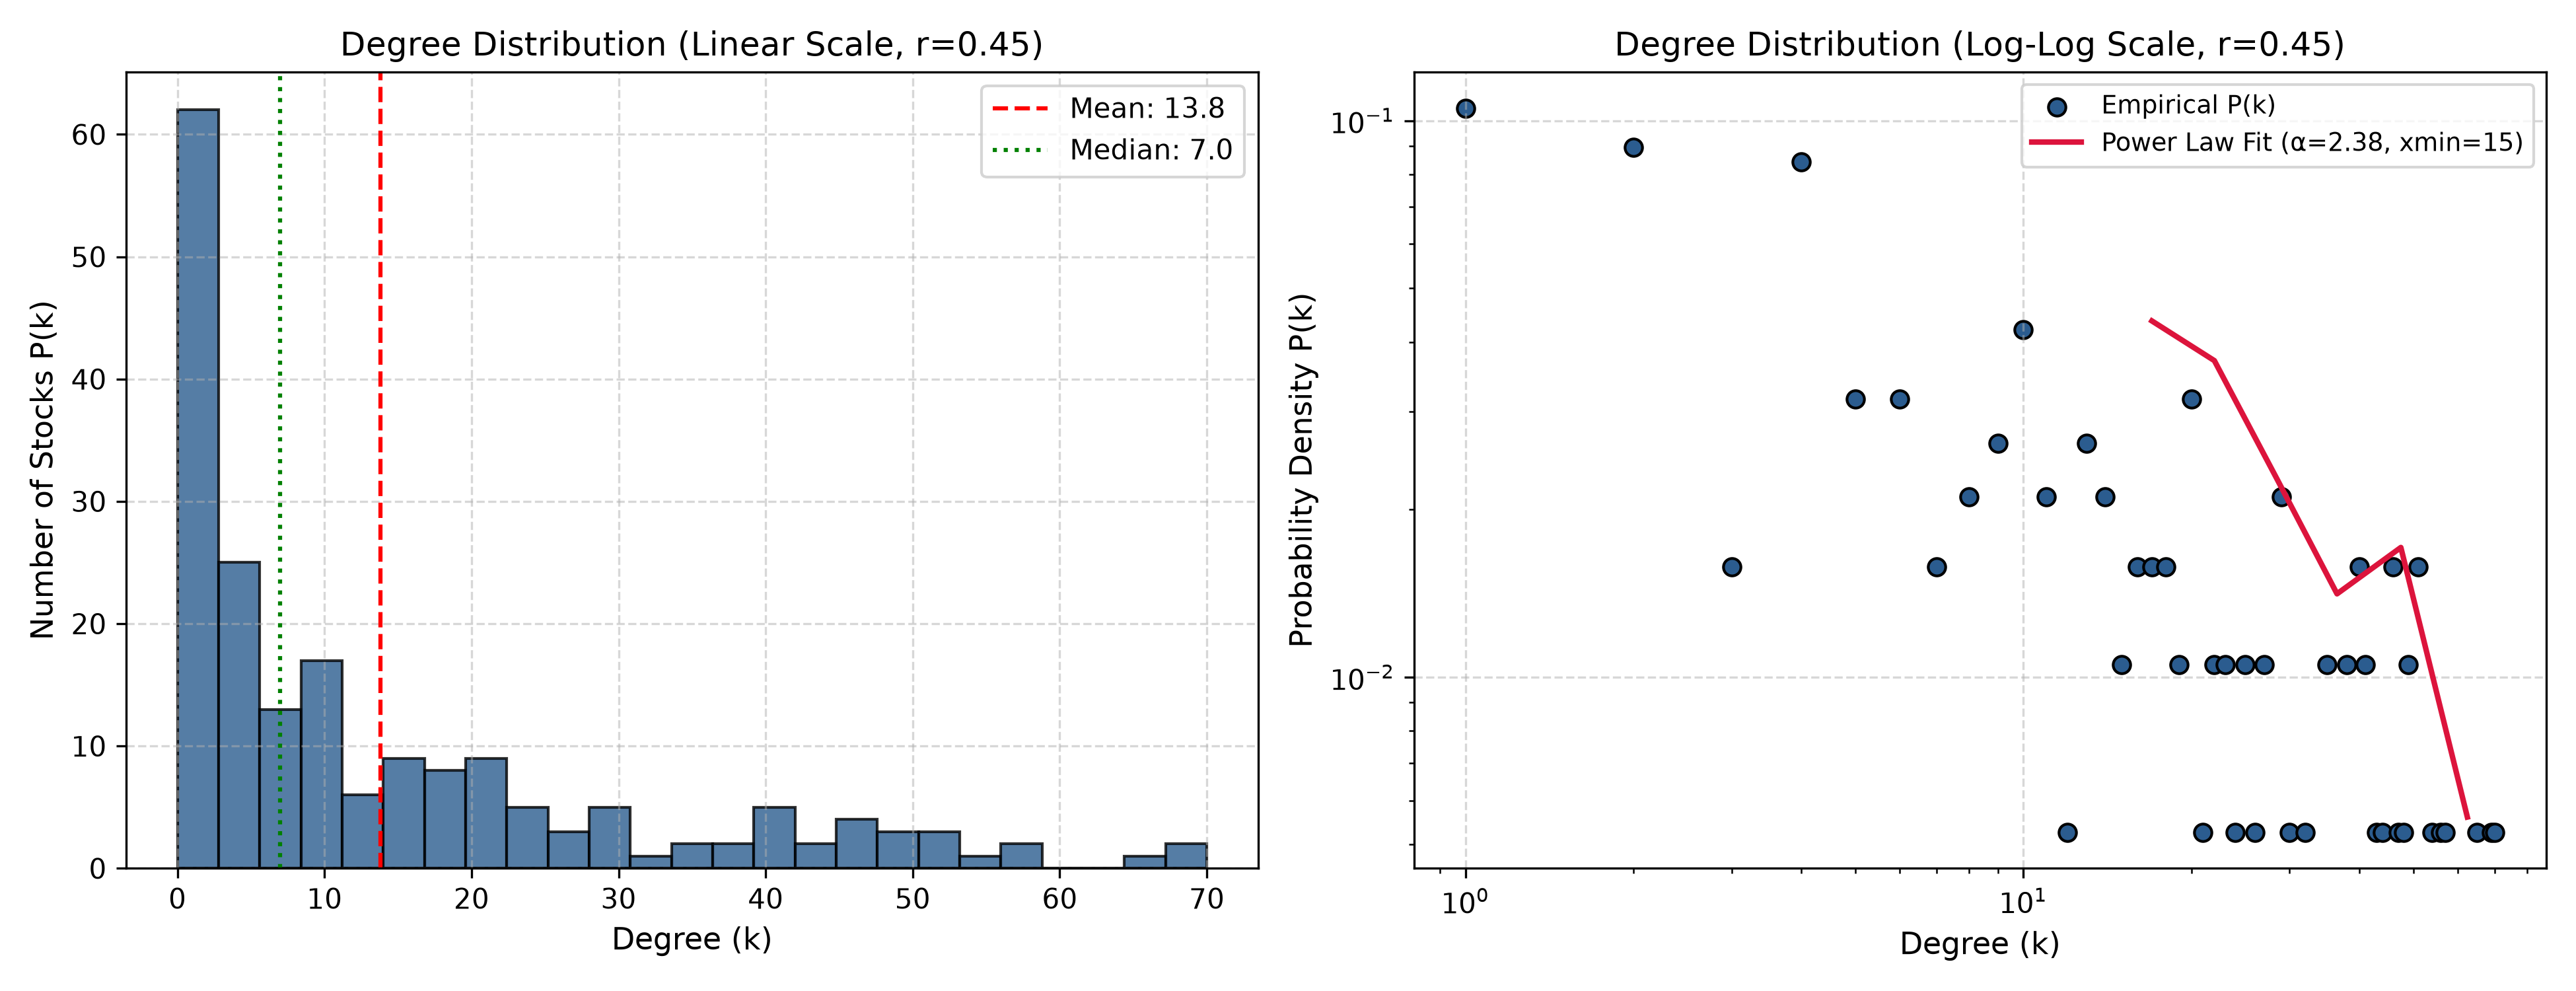 Degree Distribution (Linear Scale, r=0.45)
Number of Stocks P(k)
60
50
40
30
20
10
0
0 10 20 30 40 50 60 70
Degree (k)
Mean: 13.8
Median: 7.0
Degree Distribution (Log-Log Scale, r=0.45)
Probability Density P(k)
10⁻¹
10⁻²
10⁰ 10¹
Degree (k)
Empirical P(k)
Power Law Fit (α=2.38, xmin=15)